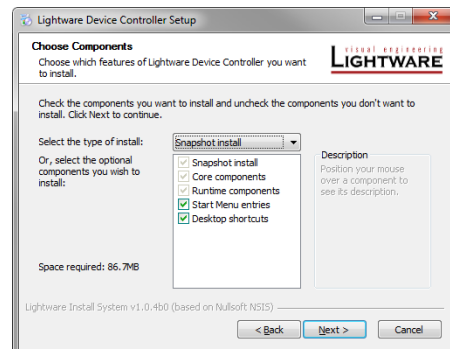 Lightware Device Controller Setup
Choose Components
Choose which features of Lightware Device Controller you want
to install.
visual engineering
LIGHTWARE
Check the components you want to install and uncheck the components you don't want to
install. Click Next to continue.
Select the type of install:
Snapshot install
Or, select the optional
components you wish to
install:
Snapshot install
Core components
Runtime components
Start Menu entries
Desktop shortcuts
Description
Position your mouse
over a component to
see its description.
Space required: 86.7MB
Lightware Install System v1.0.4b0 (based on Nullsoft NSIS)
< Back
Next >
Cancel